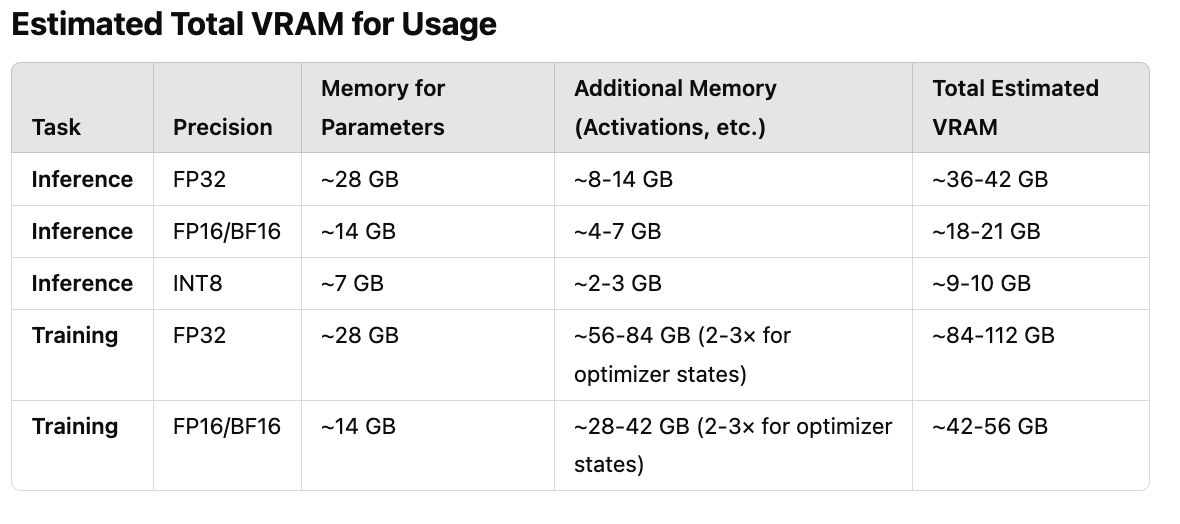 Estimated Total VRAM for Usage
Task Precision Memory for Parameters Additional Memory (Activations, etc.) Total Estimated VRAM
Inference FP32 ~28 GB ~8-14 GB ~36-42 GB
Inference FP16/BF16 ~14 GB ~4-7 GB ~18-21 GB
Inference INT8 ~7 GB ~2-3 GB ~9-10 GB
Training FP32 ~28 GB ~56-84 GB (2-3× for optimizer states) ~84-112 GB
Training FP16/BF16 ~14 GB ~28-42 GB (2-3× for optimizer states) ~42-56 GB